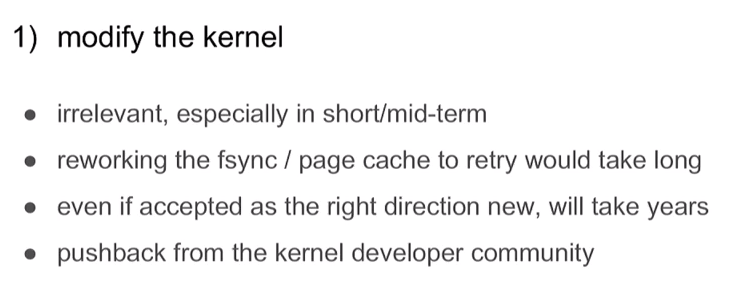 1) modify the kernel
● irrelevant, especially in short/mid-term
● reworking the fsync / page cache to retry would take long
● even if accepted as the right direction new, will take years
● pushback from the kernel developer community